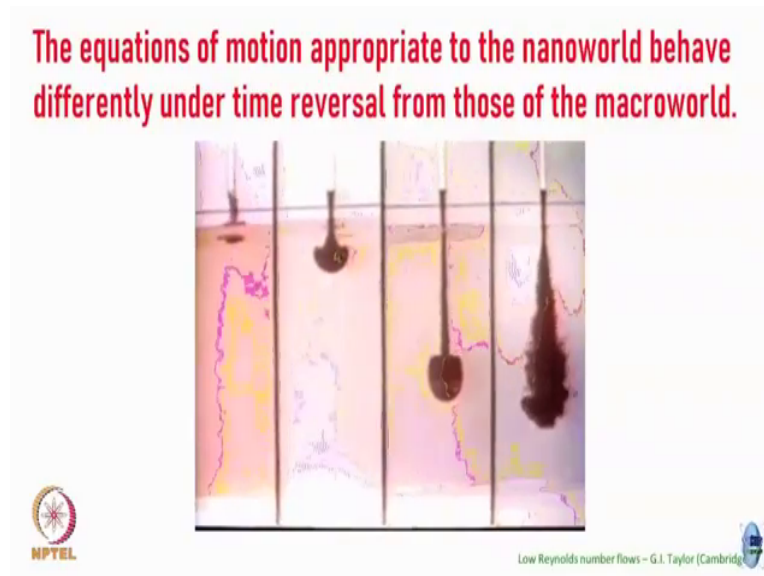 The equations of motion appropriate to the nanoworld behave
differently under time reversal from those of the macroworld.
NPTEL
Low Reynolds number flows – G.I. Taylor (Cambridg